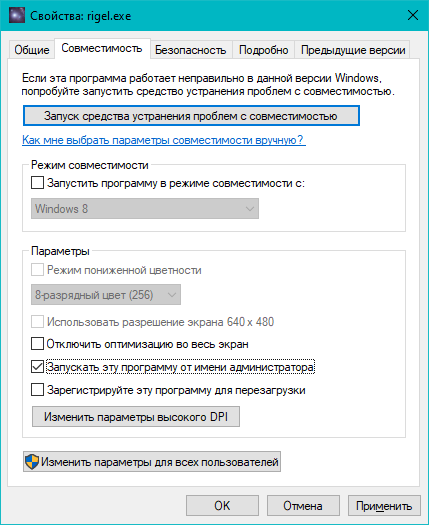 Свойства: rigel.exe
Общие
Совместимость
Безопасность
Подробно
Предыдущие версии
Если эта программа работает неправильно в данной версии Windows,
попробуйте запустить средство устранения проблем с совместимостью.
Запуск средства устранения проблем с совместимостью
Как мне выбрать параметры совместимости вручную?
Режим совместимости
Запустить программу в режиме совместимости с:
Windows 8
Параметры
Режим пониженной цветности
8-разрядный цвет (256)
Использовать разрешение экрана 640 x 480
Отключить оптимизацию во весь экран
Запускать эту программу от имени администратора
Зарегистрируйте эту программу для перезагрузки
Изменить параметры высокого DPI
Изменить параметры для всех пользователей
OK
Отмена
Применить